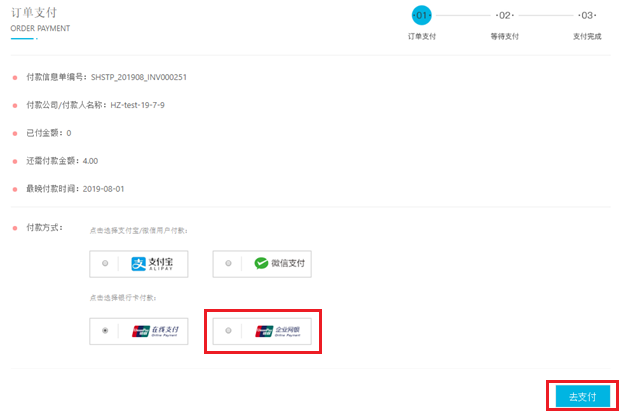 订单支付
ORDER PAYMENT
·01· ·02· ·03·
订单支付 等待支付 支付完成
付款信息单编号：SHSTP_201908_INV000251
付款公司/付款人名称：HZ-test-19-7-9
已付金额：0
还需付款金额：4.00
最晚付款时间：2019-08-01
付款方式：
点击选择支付宝/微信用户付款：
支付宝 微信支付
ALIPAY
点击选择银行卡付款：
UnionPay 银联 在线支付 UnionPay 银联 企业网银
Online Payment Online Payment
去支付